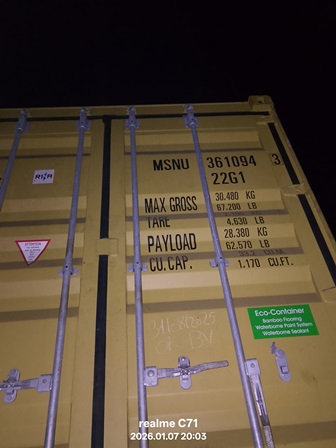 MSNU 361094 3
22G1
MAX GROSS 30.480 KG
67.200 LB
TARE
4.630 LB
PAYLOAD 28.380 KG
62.570 LB
CU.CAP.
1.170 CU.FT.
RINA
ATTENTION
Eco-Container
Bamboo Flooring
Waterborne Paint System
Waterborne Sealant
realme C71
2026.01.07 20:03